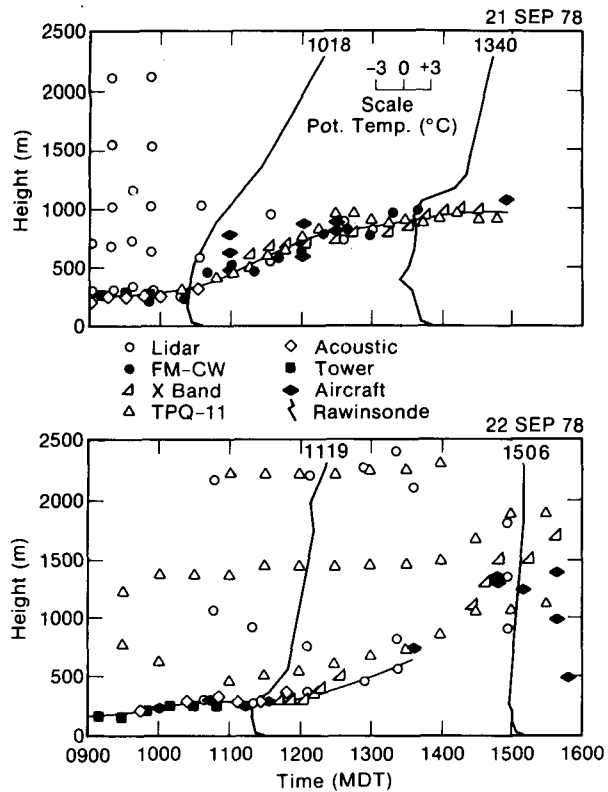 21 SEP 78
2500
1018
1340
−3 0 +3
2000
Scale
Pot. Temp. (°C)
1500
Height (m)
1000
500
0
Lidar
FM-CW
X Band
TPQ-11
Acoustic
Tower
Aircraft
Rawinsonde
22 SEP 78
2500
1119
1506
2000
1500
Height (m)
1000
500
0
0900 1000 1100 1200 1300 1400 1500 1600
Time (MDT)